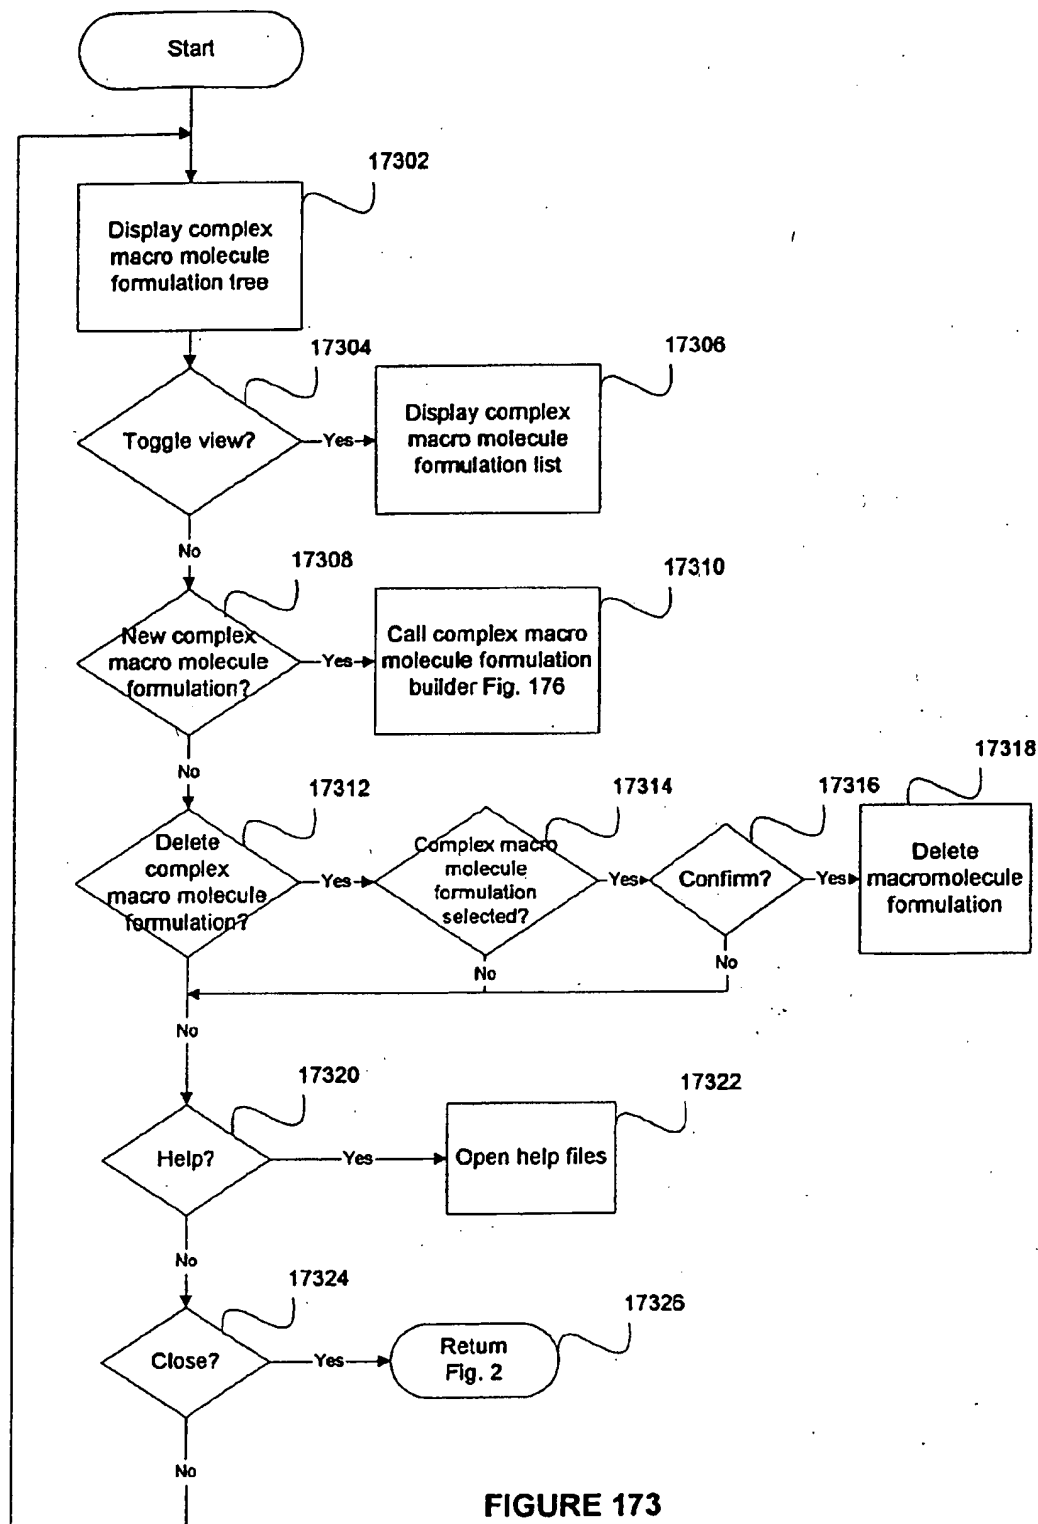 Start
17302
Display complex
macro molecule
formulation tree
17304
Toggle view?
Yes
17306
Display complex
macro molecule
formulation list
No
17308
New complex
macro molecule
formulation?
Yes
17310
Call complex macro
molecule formulation
builder Fig. 176
No
17312
Delete
complex
macro molecule
formulation?
Yes
17314
Complex macro
molecule
formulation
selected?
Yes
17316
Confirm?
Yes
17318
Delete
macromolecule
formulation
No
No
No
17320
Help?
Yes
17322
Open help files
No
17324
Close?
Yes
17326
Return
Fig. 2
No
FIGURE 173